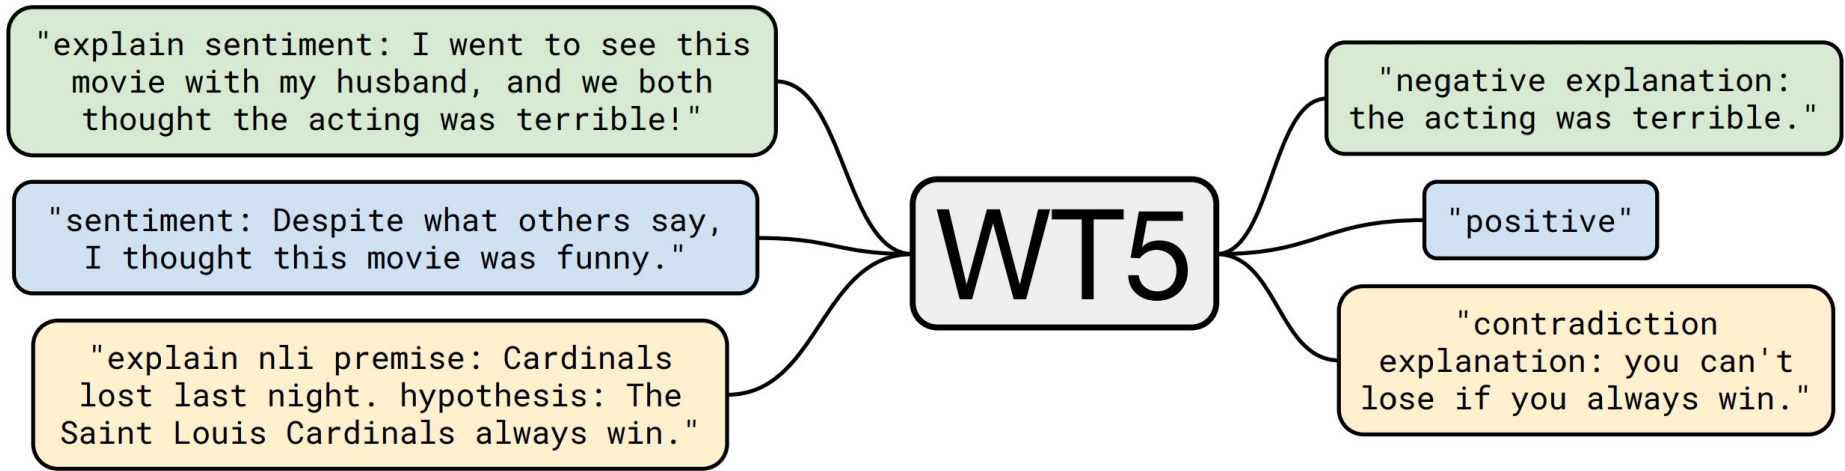 "explain sentiment: I went to see this
movie with my husband, and we both
thought the acting was terrible!"
"sentiment: Despite what others say,
I thought this movie was funny."
"explain nli premise: Cardinals
lost last night. hypothesis: The
Saint Louis Cardinals always win."
WT5
"negative explanation:
the acting was terrible."
"positive"
"contradiction
explanation: you can't
lose if you always win."